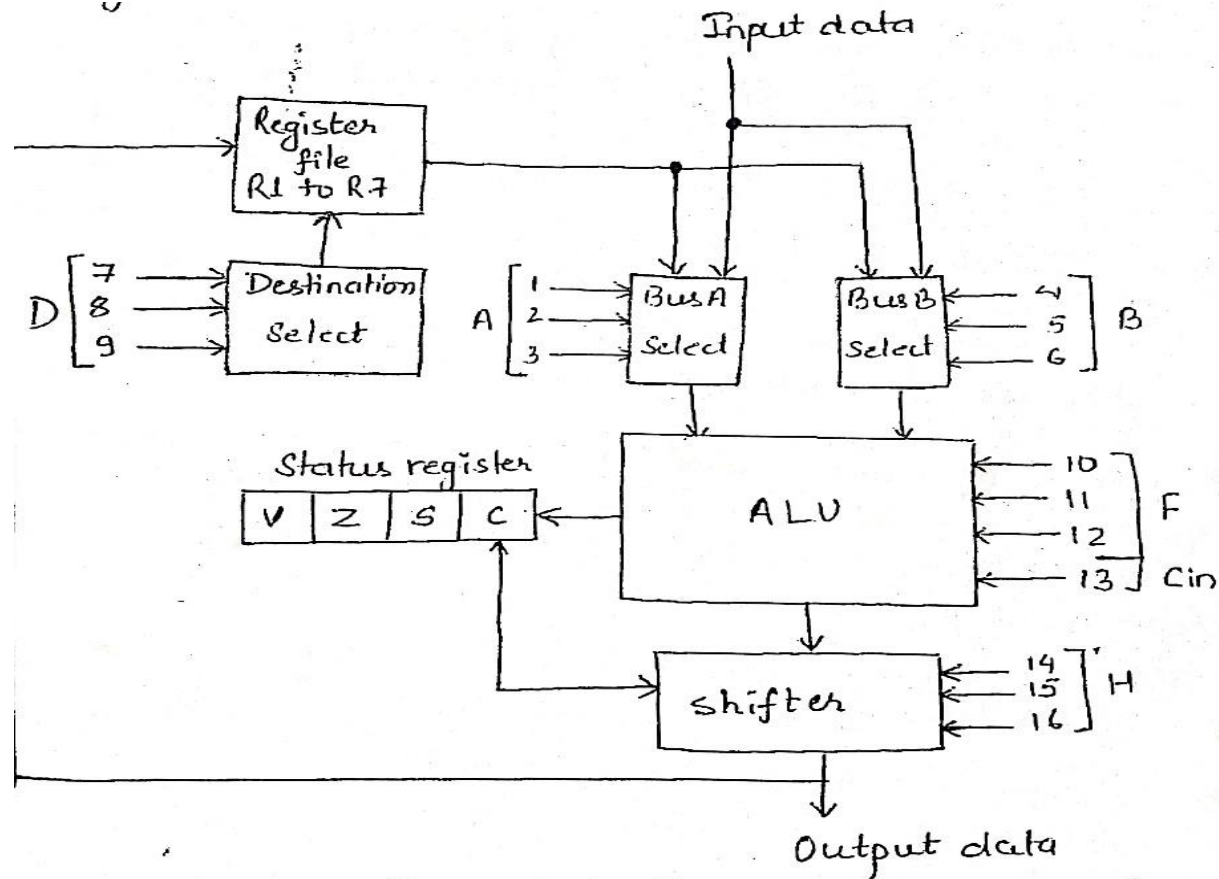 Input data
Register
file
R1 to R7
D
7
8
9
Destination
Select
A
1
2
3
Bus A
Select
Bus B
Select
4
5
6
B
Status register
V Z S C
ALU
10
11
12
13
F
Cin
Shifter
14
15
16
H
Output data